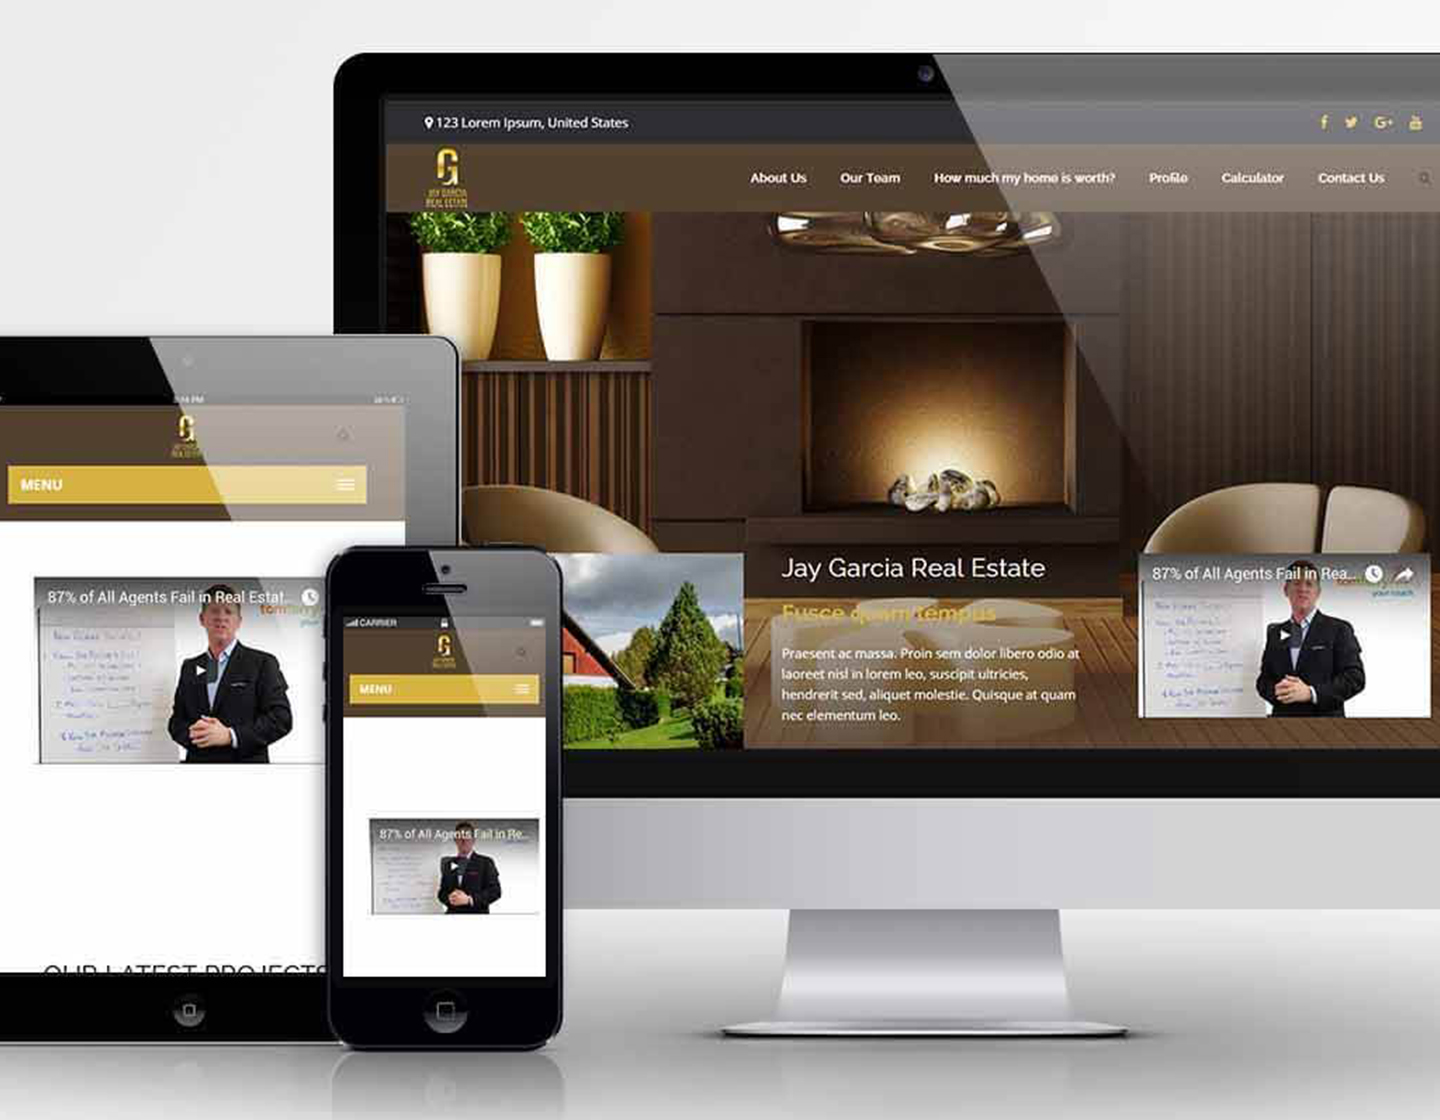 123 Lorem Ipsum, United States
JAY GARCIA
REAL ESTATE
About Us
Our Team
How much my home is worth?
Profile
Calculator
Contact Us
Jay Garcia Real Estate
Fusce quam tempus
Praesent ac massa. Proin sem dolor libero odio at
laoreet nisl in lorem leo, suscipit ultricies,
hendrerit sed, aliquet molestie. Quisque at quam
nec elementum leo.
87% of All Agents Fail in Rea...
your coach
MENU
87% of All Agents Fail in Real Estat...
OUR LATEST PROJECTS
CARRIER
MENU
87% of All Agents Fail in Re...